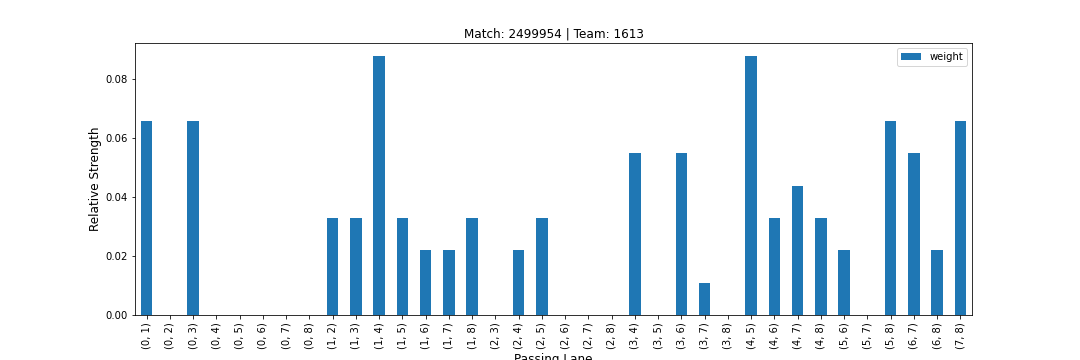 Match: 2499954 | Team: 1613
weight
Relative Strength
0.08
0.06
0.04
0.02
0.00
(0, 1) (0, 2) (0, 3) (0, 4) (0, 5) (0, 6) (0, 7) (0, 8) (1, 2) (1, 3) (1, 4) (1, 5) (1, 6) (1, 7) (1, 8) (2, 3) (2, 4) (2, 5) (2, 6) (2, 7) (2, 8) (3, 4) (3, 5) (3, 6) (3, 7) (3, 8) (4, 5) (4, 6) (4, 7) (4, 8) (5, 6) (5, 7) (5, 8) (6, 7) (6, 8) (7, 8)
Passing Lane